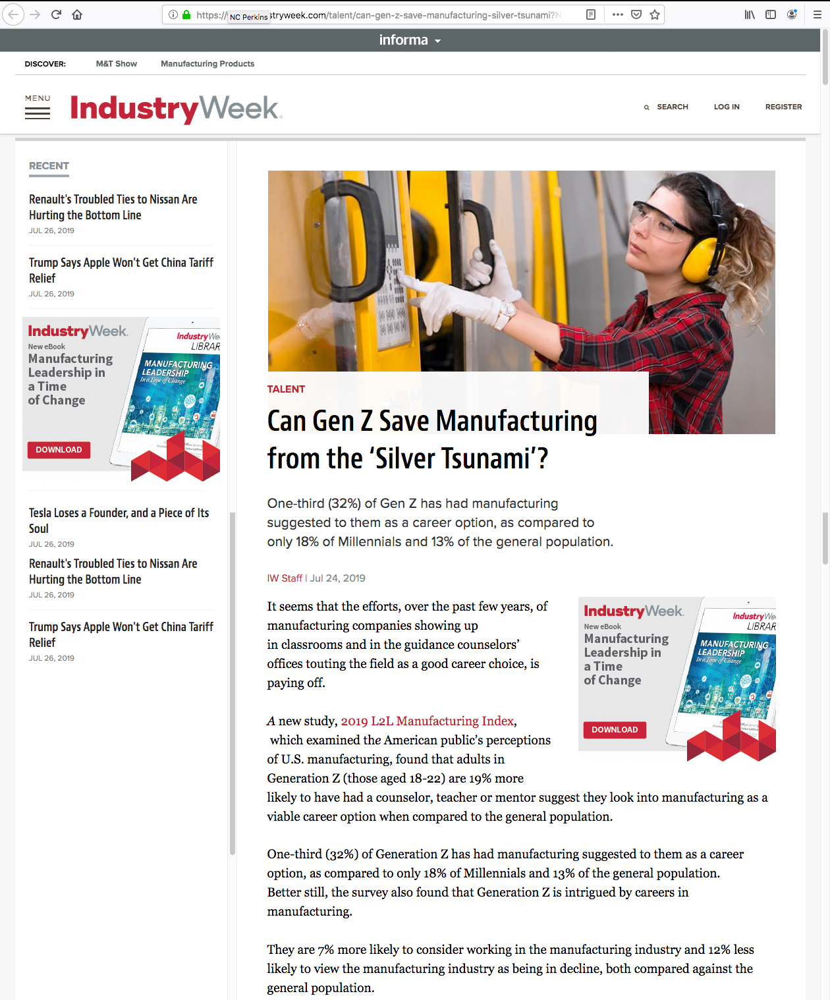 https://
NC Perkins
stryweek.com/talent/can-gen-z-save-manufacturing-silver-tsunami?N
informa
DISCOVER: M&T Show Manufacturing Products
MENU
IndustryWeek.
SEARCH LOG IN REGISTER
RECENT
Renault's Troubled Ties to Nissan Are
Hurting the Bottom Line
JUL 26, 2019
Trump Says Apple Won't Get China Tariff
Relief
JUL 26, 2019
IndustryWeek.
New eBook
Manufacturing
Leadership in
a Time
of Change
DOWNLOAD
IndustryWe
LIBRAR
MANUFACTURING
LEADERSHIP
In a Time of Change
Tesla Loses a Founder, and a Piece of Its
Soul
JUL 26, 2019
Renault's Troubled Ties to Nissan Are
Hurting the Bottom Line
JUL 26, 2019
Trump Says Apple Won't Get China Tariff
Relief
JUL 26, 2019
TALENT
Can Gen Z Save Manufacturing
from the ‘Silver Tsunami’?
One-third (32%) of Gen Z has had manufacturing
suggested to them as a career option, as compared to
only 18% of Millennials and 13% of the general population.
IW Staff | Jul 24, 2019
It seems that the efforts, over the past few years, of
manufacturing companies showing up
in classrooms and in the guidance counselors’
offices touting the field as a good career choice, is
paying off.
A new study, 2019 L2L Manufacturing Index,
which examined the American public’s perceptions
of U.S. manufacturing, found that adults in
Generation Z (those aged 18-22) are 19% more
likely to have had a counselor, teacher or mentor suggest they look into manufacturing as a
viable career option when compared to the general population.
One-third (32%) of Generation Z has had manufacturing suggested to them as a career
option, as compared to only 18% of Millennials and 13% of the general population.
Better still, the survey also found that Generation Z is intrigued by careers in
manufacturing.
They are 7% more likely to consider working in the manufacturing industry and 12% less
likely to view the manufacturing industry as being in decline, both compared against the
general population.
IndustryWeek.
New eBook
Manufacturing
Leadership in
a Time
of Change
DOWNLOAD
IndustryWe
LIBRAR
MANUFACTURING
LEADERSHIP
In a Time of Change